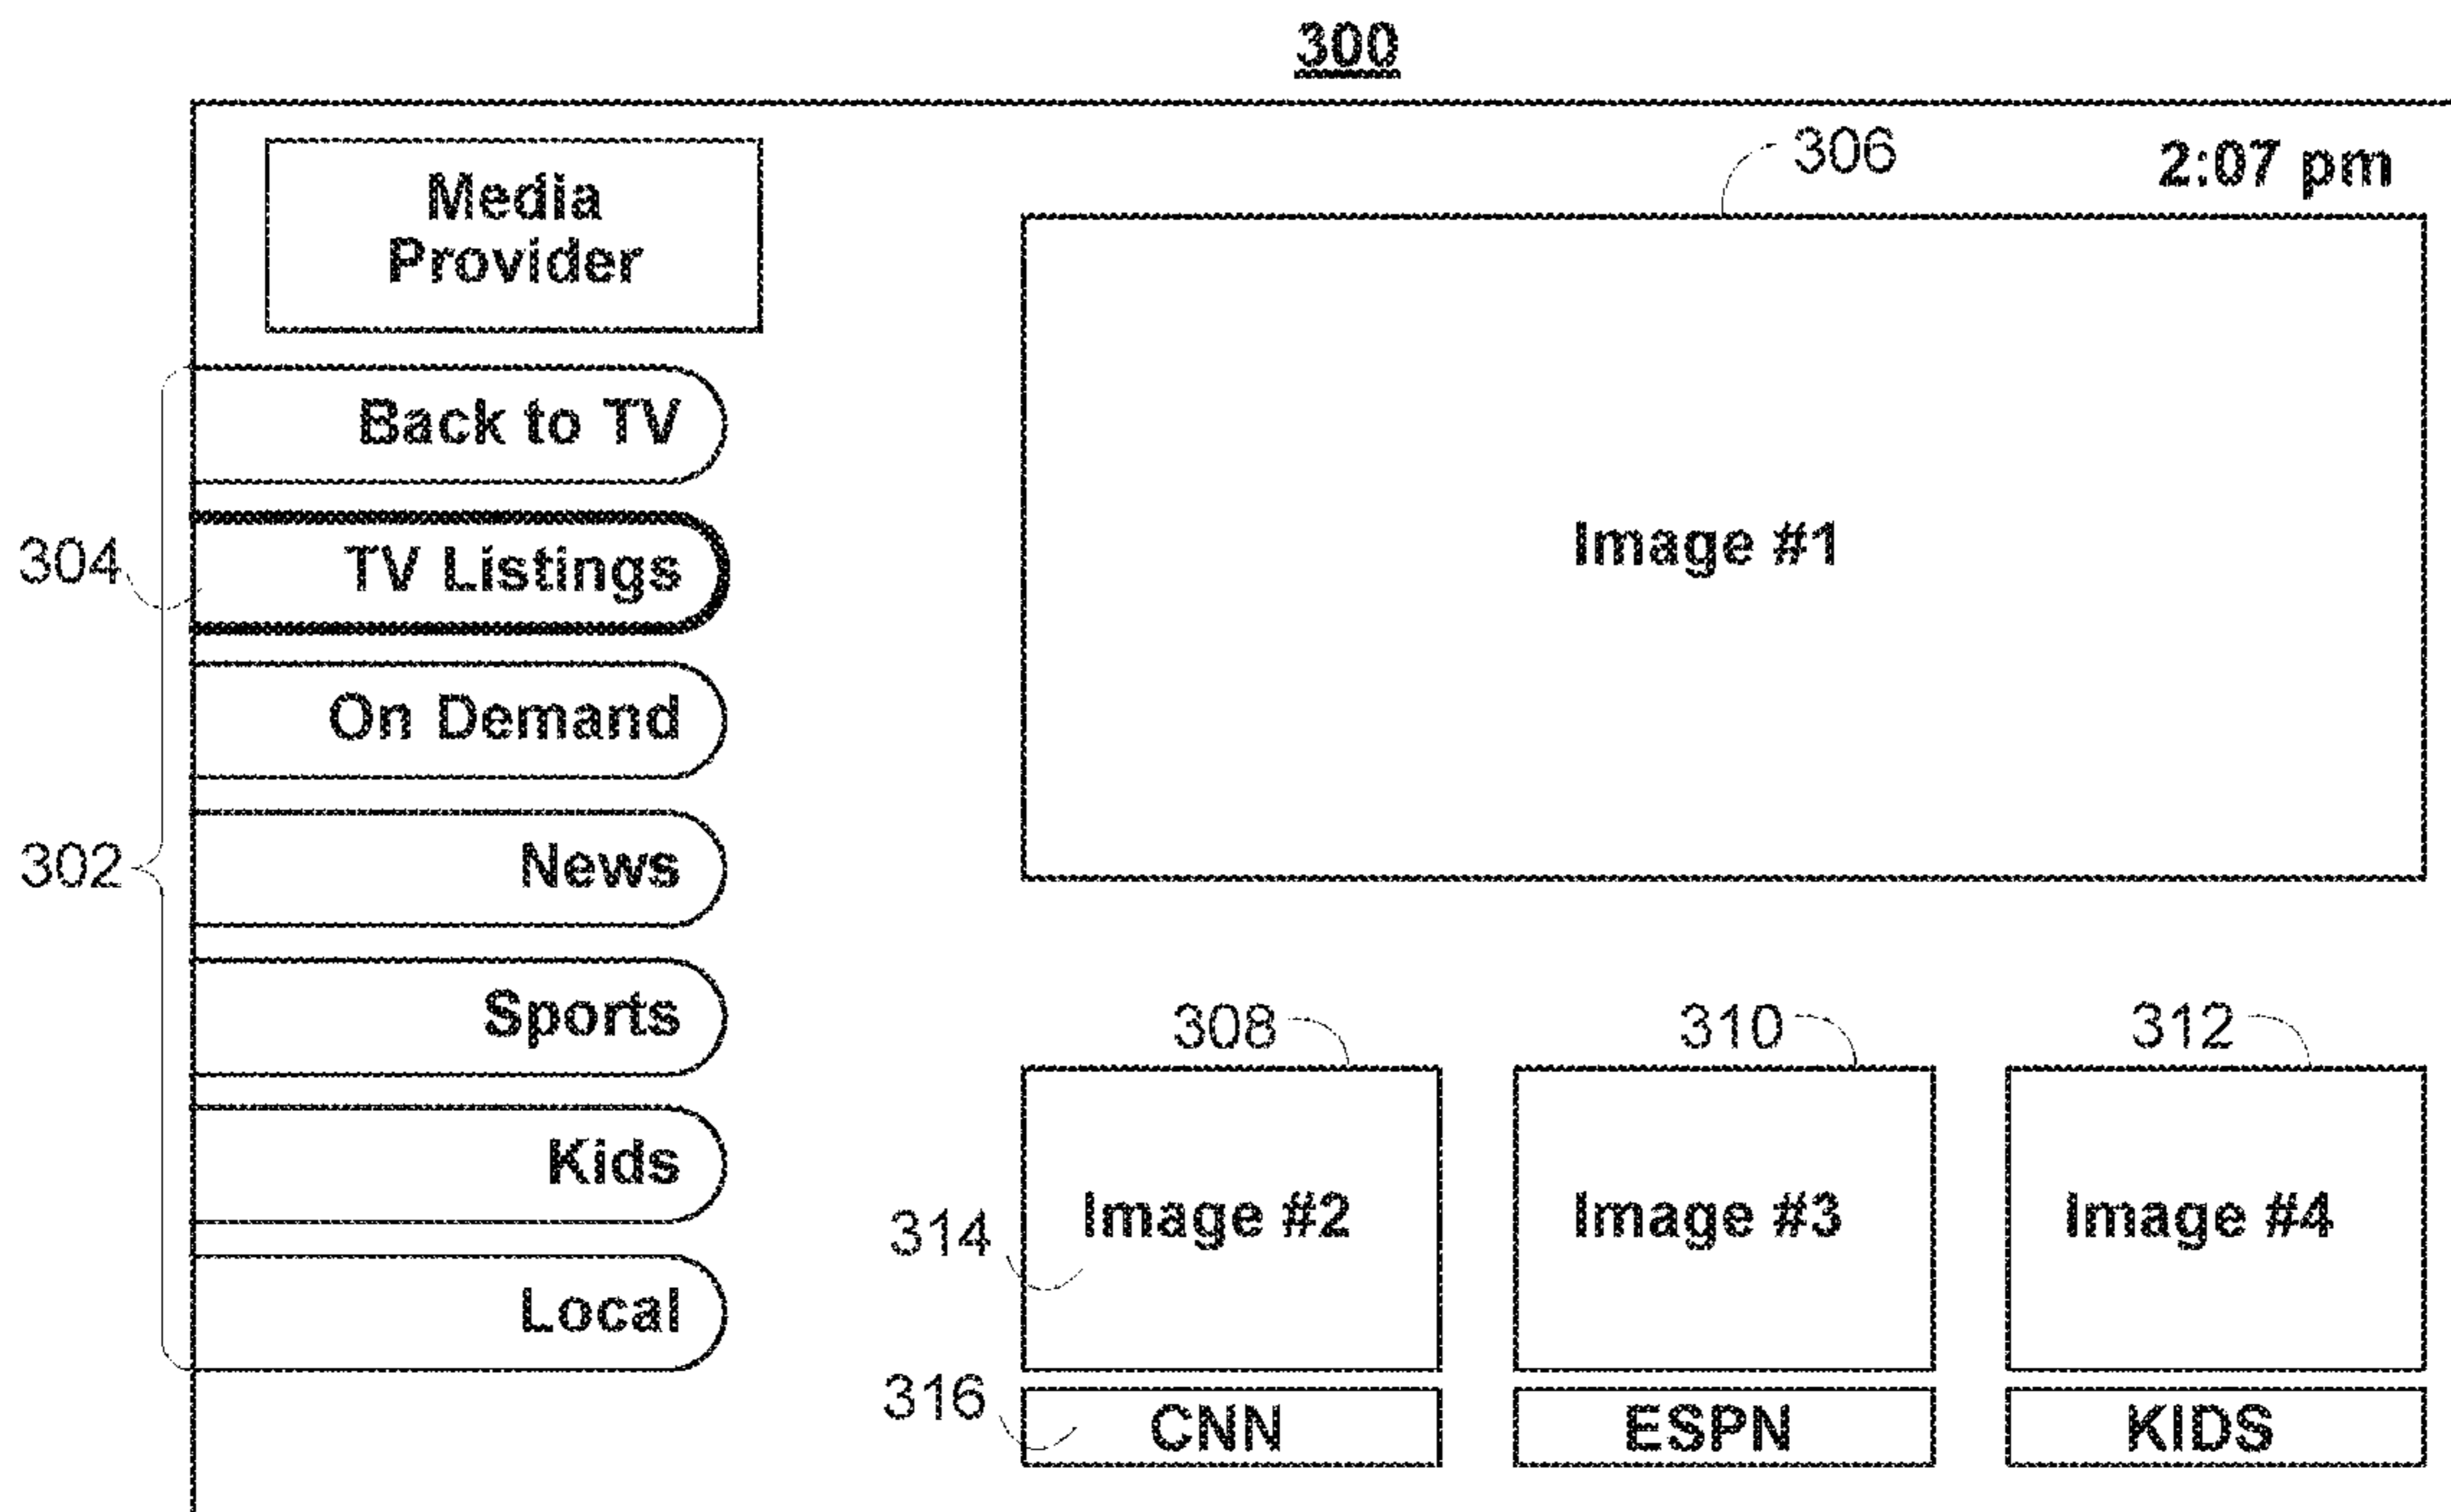 300
Media
Provider
306
2:07 pm
Back to TV
304
TV Listings
Image #1
On Demand
302
News
Sports
308
310
312
Kids
314
Image #2
Image #3
Image #4
Local
316
CNN
ESPN
KIDS